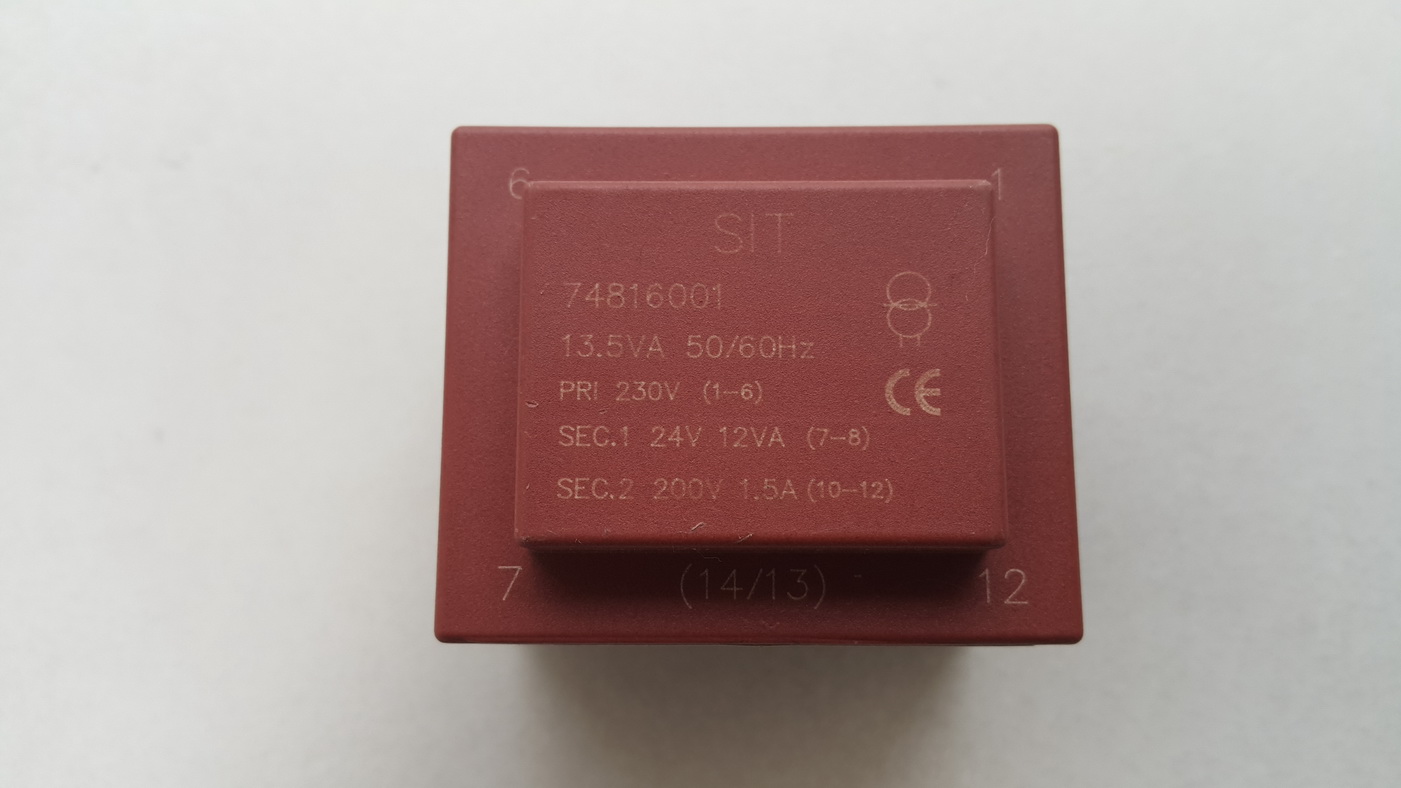 6 1
SIT
74816001
13.5VA 50/60Hz
PRI 230V (1-6)
CE
SEC.1 24V 12VA (7-8)
SEC.2 200V 1.5A (10-12)
7 (14/13) 12